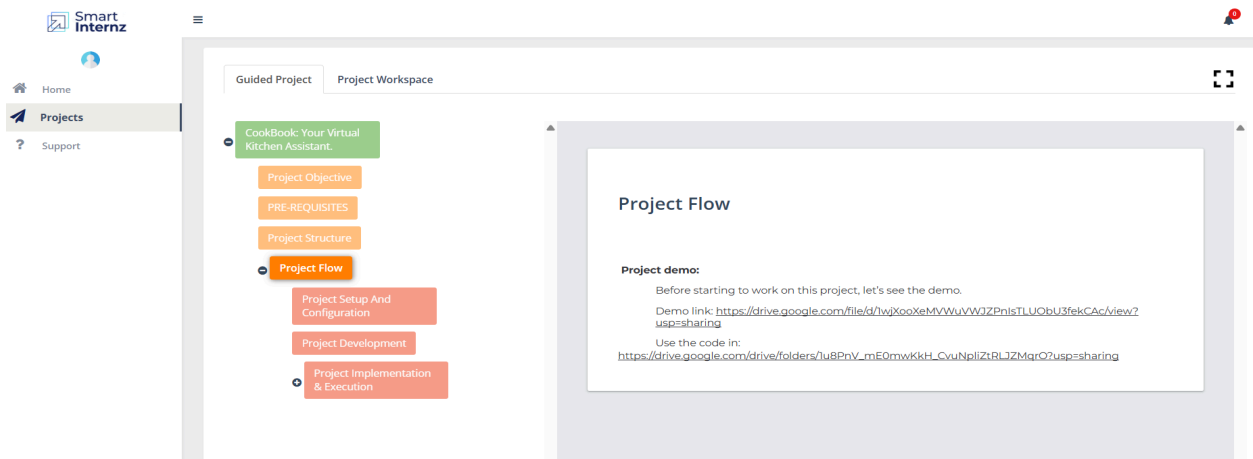 Smart
Internz
0
Home
Projects
Support
Guided Project
Project Workspace
CookBook: Your Virtual
Kitchen Assistant.
Project Objective
PRE-REQUISITES
Project Structure
Project Flow
Project Setup And
Configuration
Project Development
Project Implementation
& Execution
Project Flow
Project demo:
Before starting to work on this project, let's see the demo.
Demo link: https://drive.google.com/file/d/1wjXooXeMVWuVWJZPnIsTLUObU3fekCAc/view?
usp=sharing
Use the code in:
https://drive.google.com/drive/folders/1u8PnV_mE0mwKkH_CvuNpliZtRLJZMqrO?usp=sharing